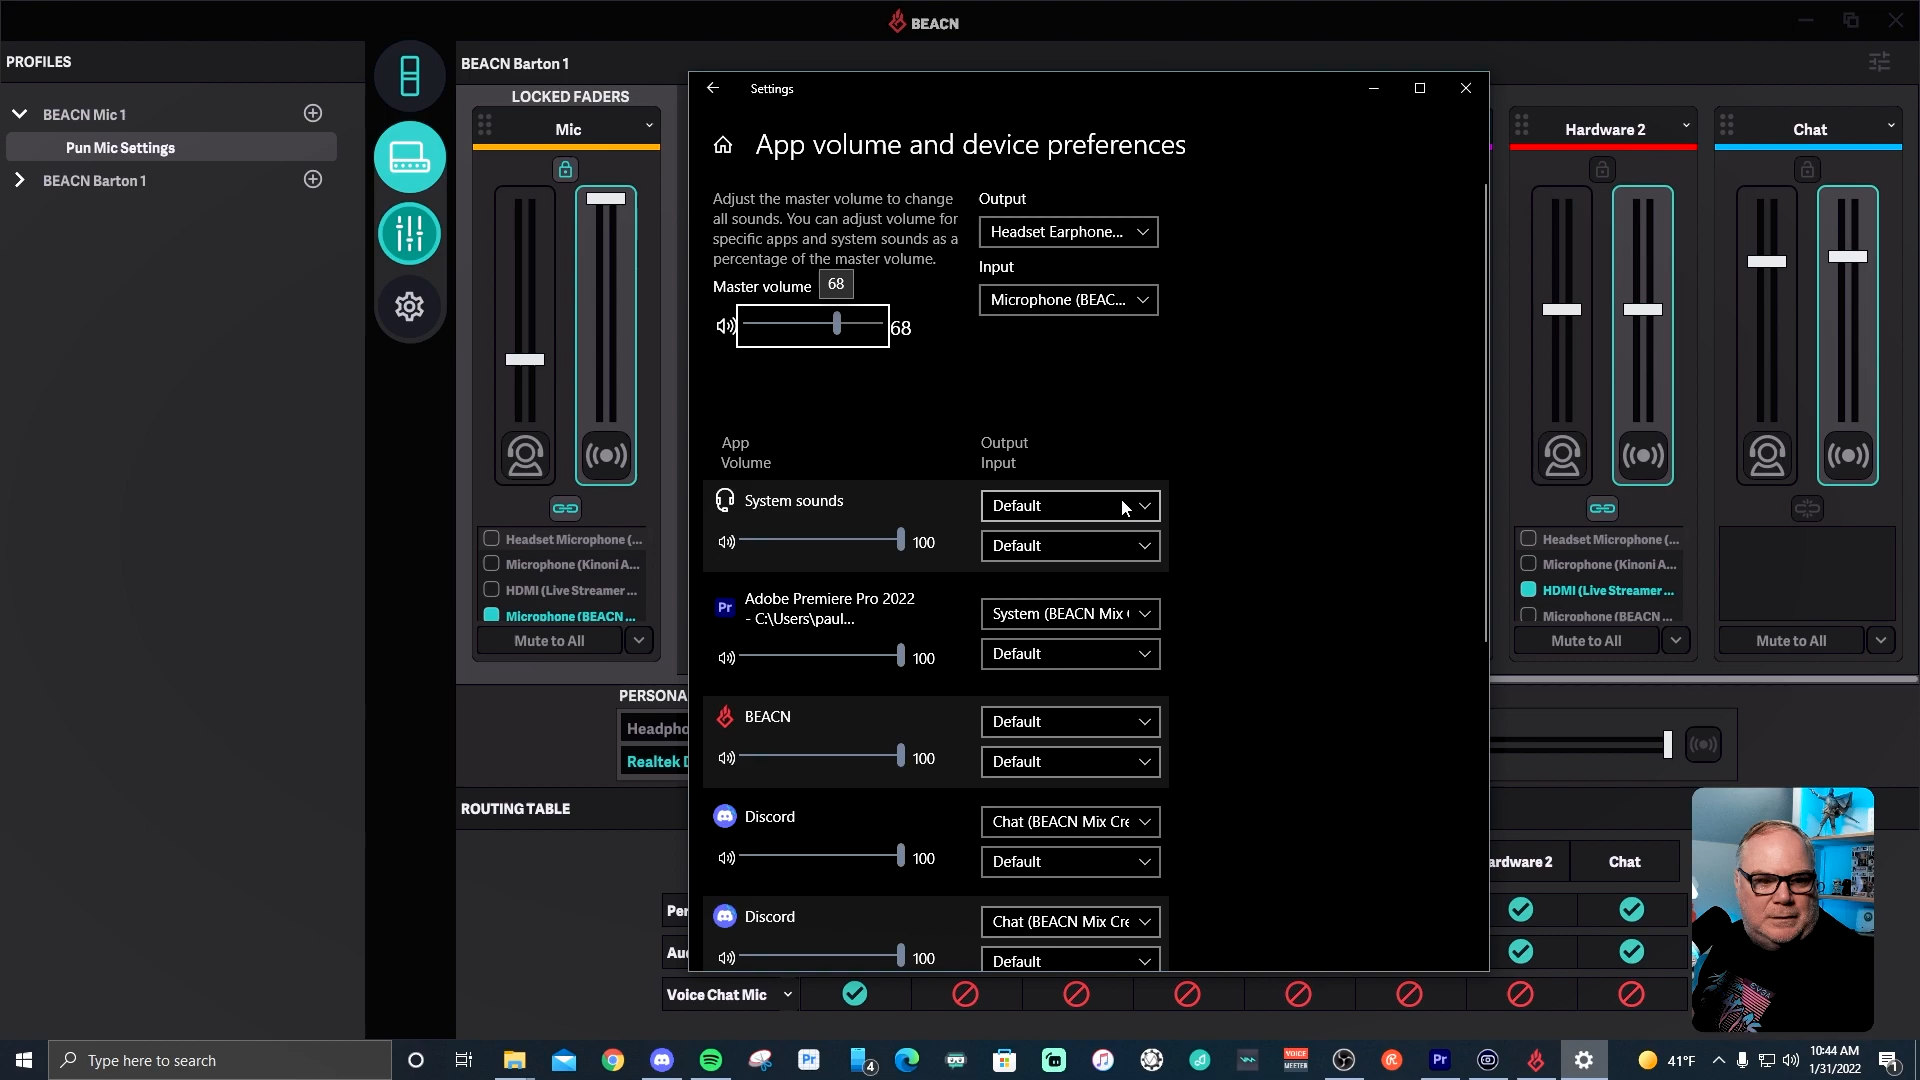 BEACN
PROFILES
BEACN Mic 1
Pun Mic Settings
BEACN Barton 1
BEACN Barton 1
LOCKED FADERS
Mic
Headset Microphone (...
Microphone (Kinoni A...
HDMI (Live Streamer ...
Microphone (BEACN ...
Mute to All
Settings
App volume and device preferences
Adjust the master volume to change
all sounds. You can adjust volume for
specific apps and system sounds as a
percentage of the master volume.
Master volume
68
68
Output
Headset Earphone...
Input
Microphone (BEAC...
App
Volume
Output
Input
System sounds
100
Default
Default
Adobe Premiere Pro 2022
- C:\Users\paul...
100
System (BEACN Mix
Default
BEACN
100
Default
Default
Discord
100
Chat (BEACN Mix Cre
Default
Discord
100
Chat (BEACN Mix Cre
Default
Hardware 2
Headset Microphone (...
Microphone (Kinoni A...
HDMI (Live Streamer ...
Microphone (BEACN ...
Mute to All
Chat
Mute to All
PERSONA
Headpho
Realtek D
ROUTING TABLE
ardware 2
Chat
Per
Au
Voice Chat Mic
Type here to search
4
Pr
VOICE
MEETER
Pr
41°F
10:44 AM
1/31/2022
1